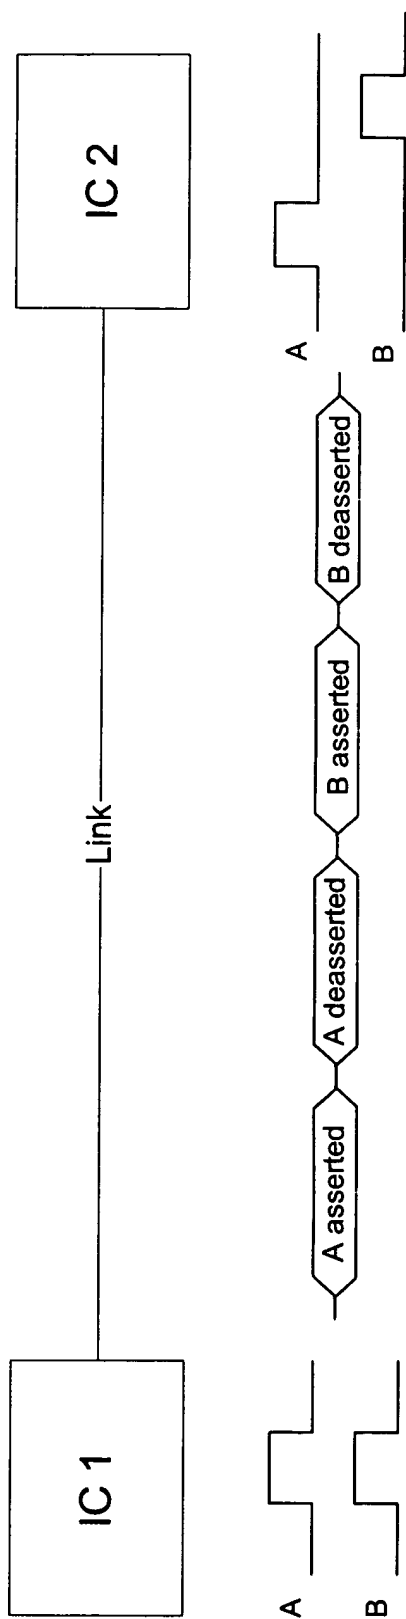 IC 1
Link
IC 2
A
B
A asserted
A deasserted
B asserted
B deasserted
A
B